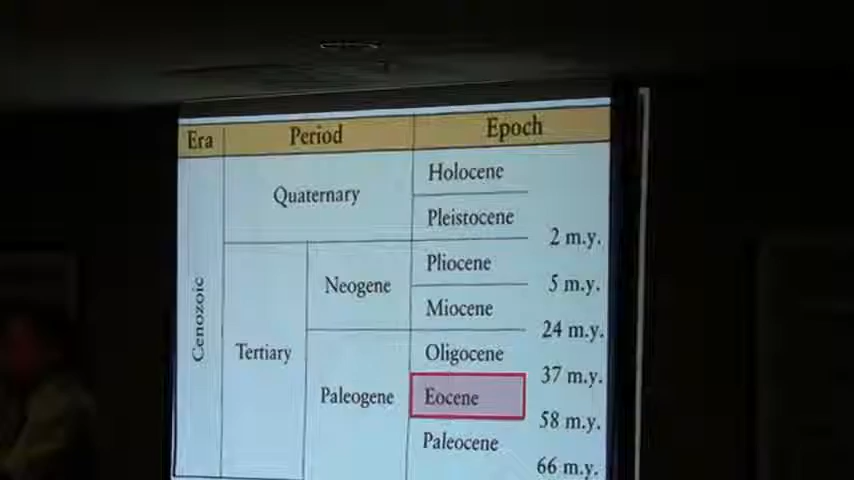 Era Period Epoch
Holocene
Quaternary
Pleistocene
2 m.y.
Pliocene
Neogene
5 m.y.
Cenozoic
Miocene
24 m.y.
Tertiary
Oligocene
37 m.y.
Paleogene
Eocene
58 m.y.
Paleocene
66 m.y.